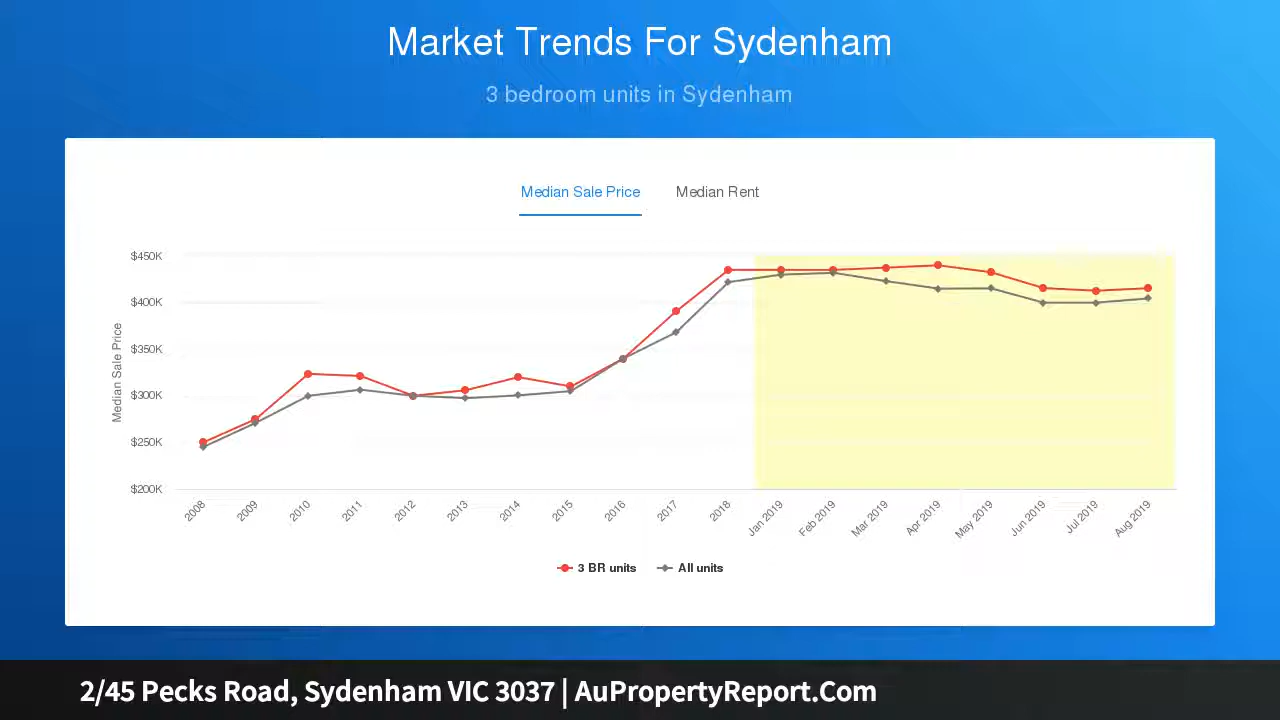 Market Trends For Sydenham
3 bedroom units in Sydenham
Median Sale Price Median Rent
Median Sale Price
$450K
$400K
$350K
$300K
$250K
$200K
2008 2009 2010 2011 2012 2013 2014 2015 2016 2017 2018 Jan 2019 Feb 2019 Mar 2019 Apr 2019 May 2019 Jun 2019 Jul 2019 Aug 2019
3 BR units All units
2/45 Pecks Road, Sydenham VIC 3037 | AuPropertyReport.Com